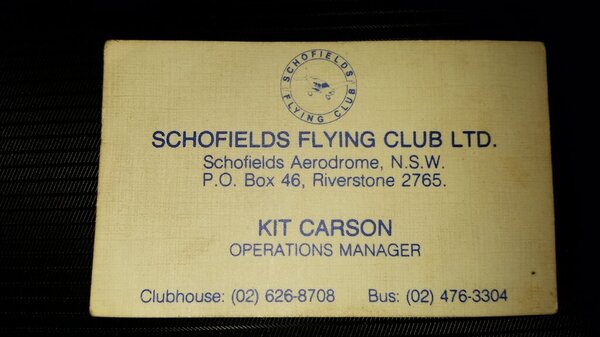 SCHOFIELDS
FLYING CLUB
SCHOFIELDS FLYING CLUB LTD.
Schofields Aerodrome, N.S.W.
P.O. Box 46, Riverstone 2765.
KIT CARSON
OPERATIONS MANAGER
Clubhouse: (02) 626-8708 Bus: (02) 476-3304